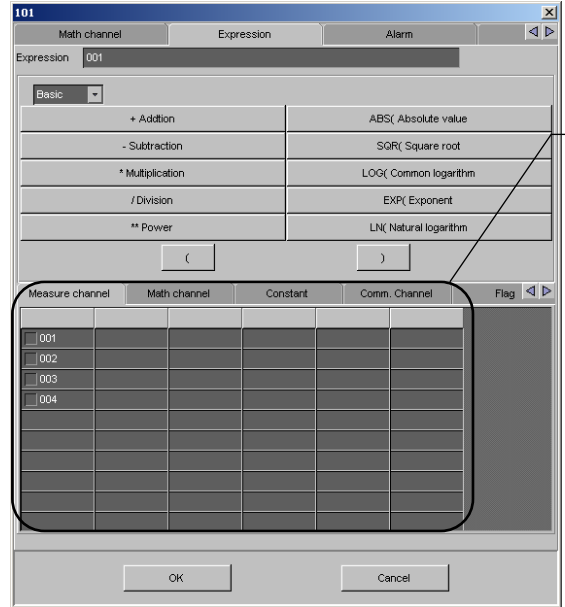 101
Math channel Expression Alarm
Expression 001
Basic
+ Addtion ABS( Absolute value
- Subtraction SQR( Square root
* Multiplication LOG( Common logarithm
/ Division EXP( Exponent
** Power LN( Natural logarithm
( )
Measure channel Math channel Constant Comm. Channel Flag
001
002
003
004
OK Cancel